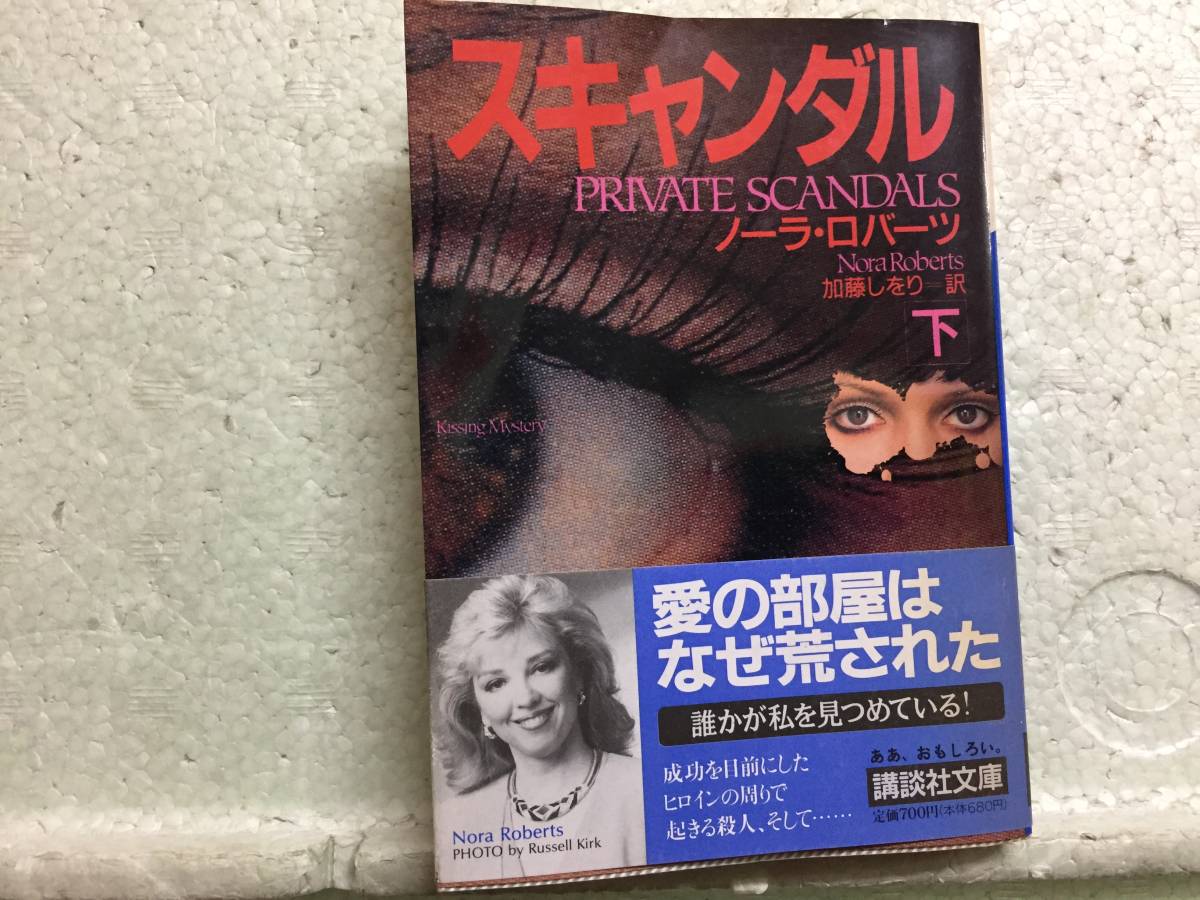 スキャンダル
PRIVATE SCANDALS
ノーラ・ロバーツ
Nora Roberts
加藤しをり―訳
下
Kissing Mystery
愛の部屋は
なぜ荒された
誰かが私を見つめている!
成功を目前にした
ヒロインの周りで
起きる殺人、そして……
ああ、おもしろい。
講談社文庫
定価700円(本体680円)
Nora Roberts
PHOTO by Russell Kirk